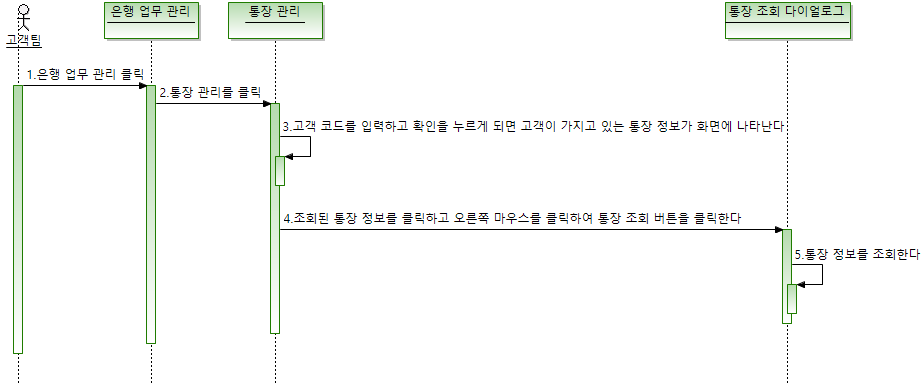 은행 업무 관리
통장 관리
통장 조회 다이얼로그
고객팀
1.은행 업무 관리 클릭
2.통장 관리를 클릭
3.고객 코드를 입력하고 확인을 누르게 되면 고객이 가지고 있는 통장 정보가 화면에 나타난다
4.조회된 통장 정보를 클릭하고 오른쪽 마우스를 클릭하여 통장 조회 버튼을 클릭한다
5.통장 정보를 조회한다